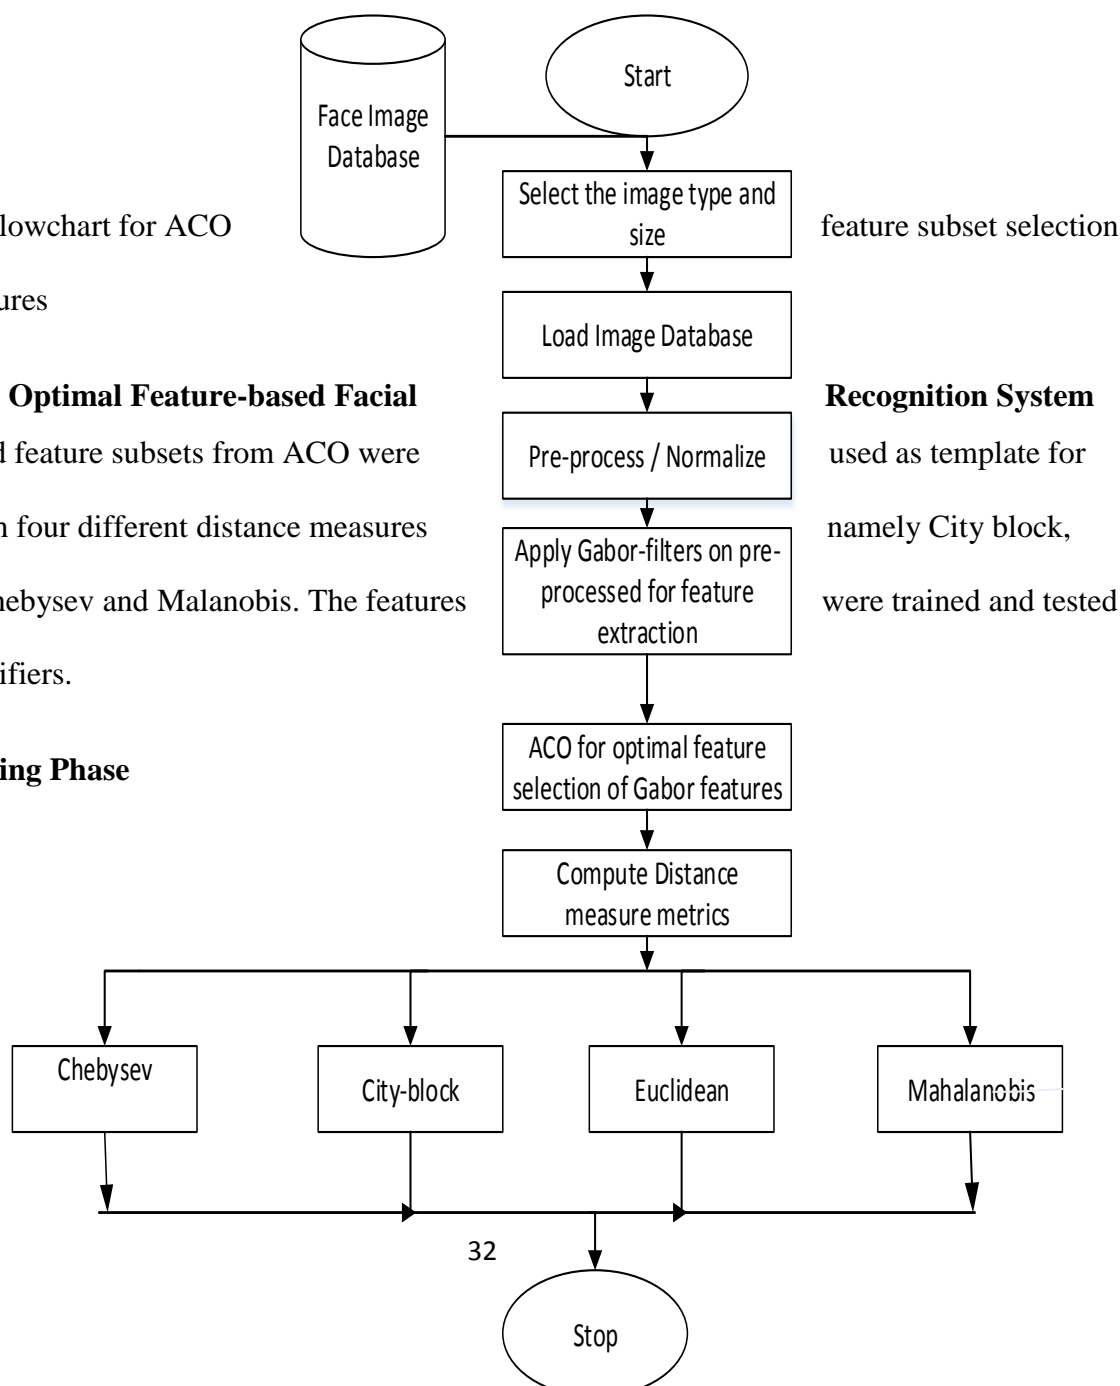 Start
Face Image
Database
Select the image type and
size
lowchart for ACO
feature subset selection
ures
Load Image Database
Optimal Feature-based Facial
Recognition System
d feature subsets from ACO were
Pre-process / Normalize
used as template for
n four different distance measures
namely City block,
Apply Gabor-filters on pre-
processed for feature
extraction
hebysev and Malanobis. The features
were trained and tested
ifiers.
ACO for optimal feature
selection of Gabor features
ing Phase
Compute Distance
measure metrics
Chebysev
City-block
Euclidean
Mahalanobis
32
Stop